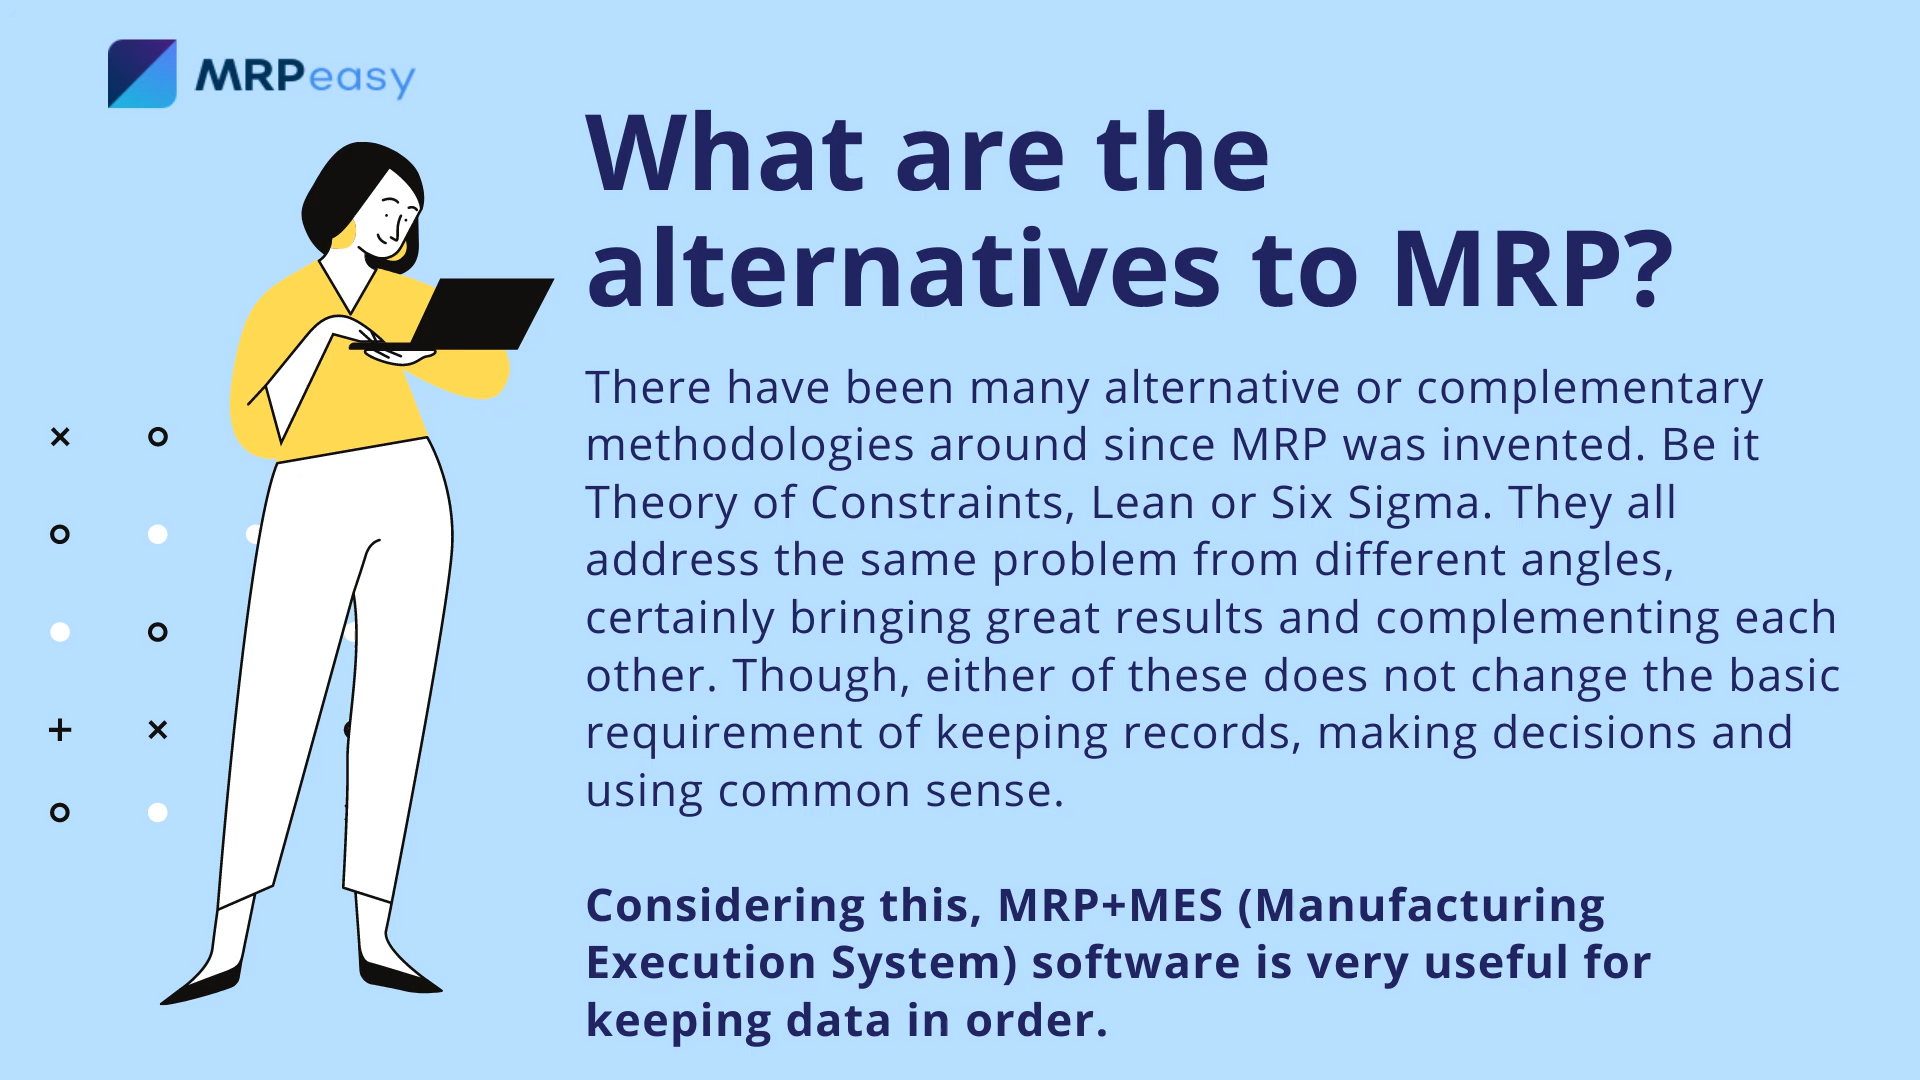 MRPeasy
What are the
alternatives to MRP?
There have been many alternative or complementary
methodologies around since MRP was invented. Be it
Theory of Constraints, Lean or Six Sigma. They all
address the same problem from different angles,
certainly bringing great results and complementing each
other. Though, either of these does not change the basic
requirement of keeping records, making decisions and
using common sense.
Considering this, MRP+MES (Manufacturing
Execution System) software is very useful for
keeping data in order.